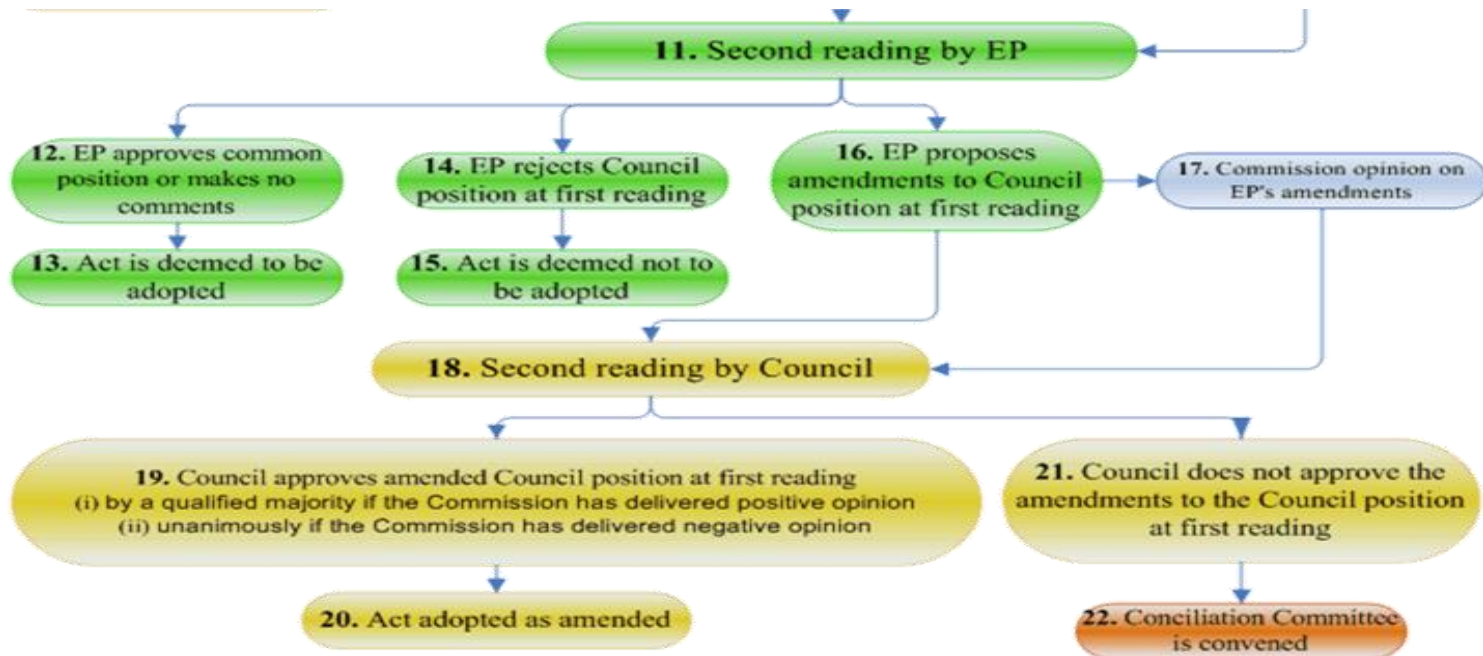 11. Second reading by EP
12. EP approves common
position or makes no
comments
14. EP rejects Council
position at first reading
16. EP proposes
amendments to Council
position at first reading
17. Commission opinion on
EP's amendments
13. Act is deemed to be
adopted
15. Act is deemed not to
be adopted
18. Second reading by Council
19. Council approves amended Council position at first reading
(i) by a qualified majority if the Commission has delivered positive opinion
(ii) unanimously if the Commission has delivered negative opinion
21. Council does not approve the
amendments to the Council position
at first reading
20. Act adopted as amended
22. Conciliation Committee
is convened